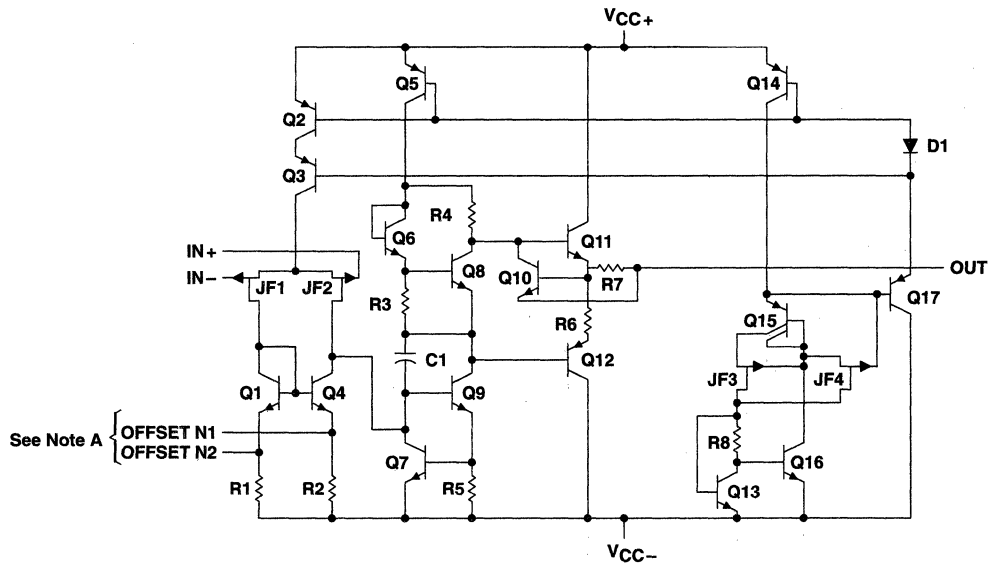 VCC+
Q5
Q14
Q2
D1
Q3
R4
Q6
Q11
IN+
Q8
Q10
OUT
IN–
JF1
JF2
R7
Q17
R3
Q15
R6
C1
Q12
JF3
JF4
Q1
Q4
Q9
See Note A
OFFSET N1
OFFSET N2
R8
Q7
Q16
R1
R2
R5
Q13
VCC–